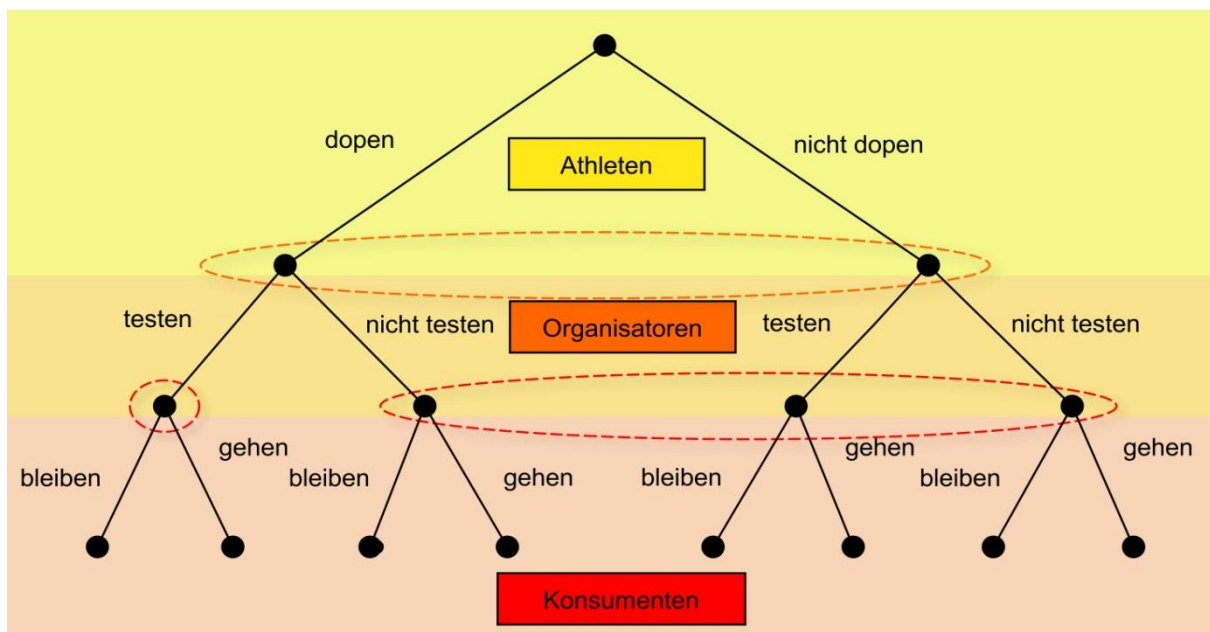 dopen
nicht dopen
Athleten
testen
nicht testen
Organisatoren
testen
nicht testen
bleiben
gehen
bleiben
gehen
bleiben
gehen
bleiben
gehen
Konsumenten